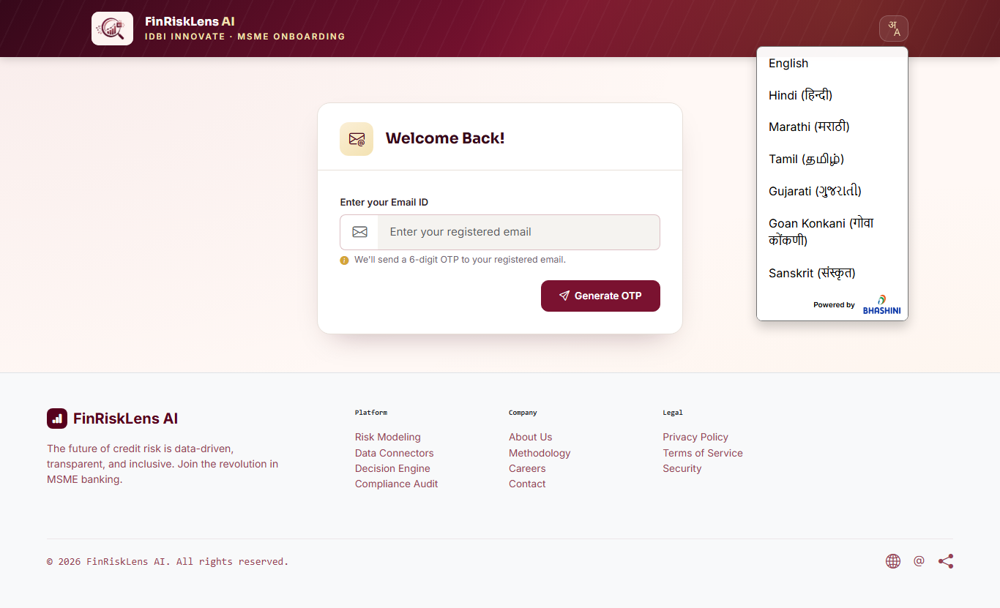 FinRiskLens AI
IDBI INNOVATE · MSME ONBOARDING
अ
A
English
Hindi (हिन्दी)
Marathi (मराठी)
Tamil (தமிழ்)
Gujarati (ગુજરાતી)
Goan Konkani (गोवा
कोंकणी)
Sanskrit (संस्कृत)
Powered by
BHASHINI
Welcome Back!
Enter your Email ID
Enter your registered email
We'll send a 6-digit OTP to your registered email.
Generate OTP
FinRiskLens AI
The future of credit risk is data-driven,
transparent, and inclusive. Join the revolution in
MSME banking.
Platform
Risk Modeling
Data Connectors
Decision Engine
Compliance Audit
Company
About Us
Methodology
Careers
Contact
Legal
Privacy Policy
Terms of Service
Security
© 2026 FinRiskLens AI. All rights reserved.
@